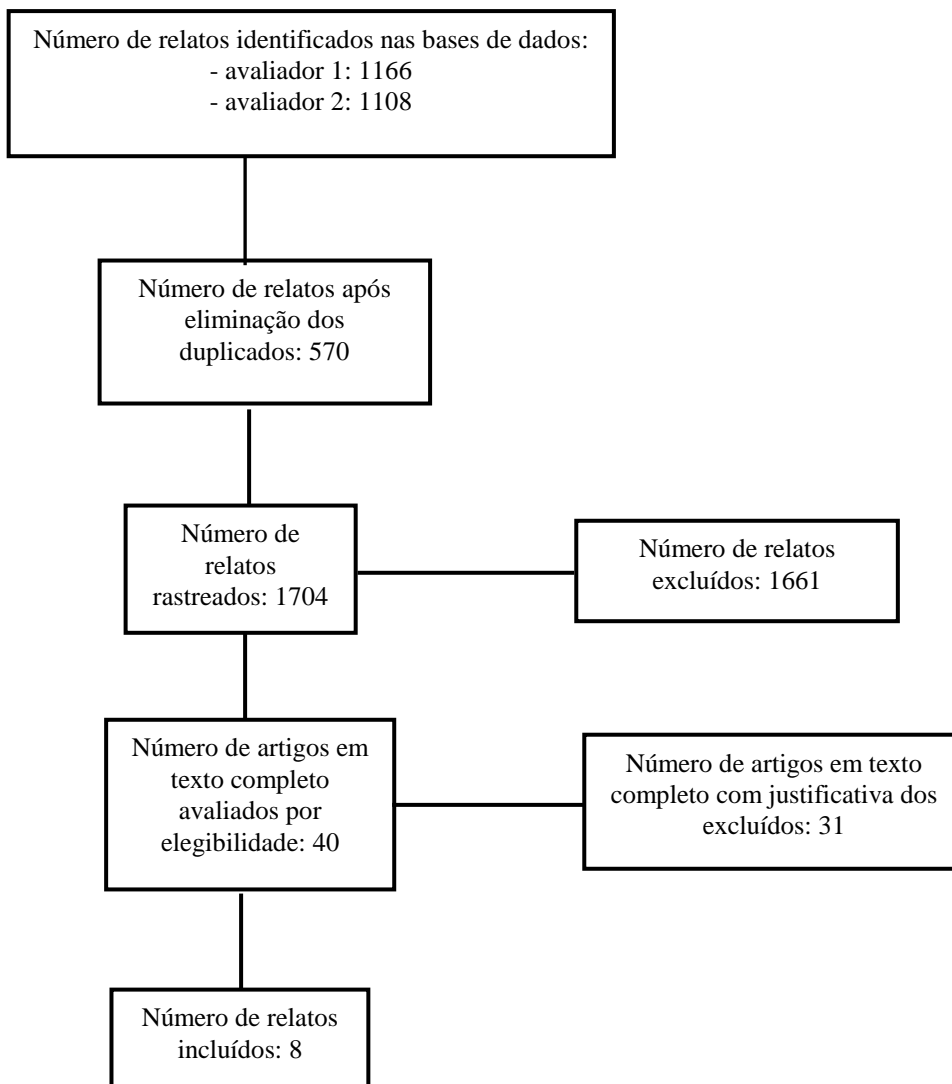 Número de relatos identificados nas bases de dados:
- avaliador 1: 1166
- avaliador 2: 1108
Número de relatos após
eliminação dos
duplicados: 570
Número de
relatos
rastreados: 1704
Número de relatos
excluídos: 1661
Número de artigos em
texto completo
avaliados por
elegibilidade: 40
Número de artigos em texto
completo com justificativa dos
excluídos: 31
Número de relatos
incluídos: 8